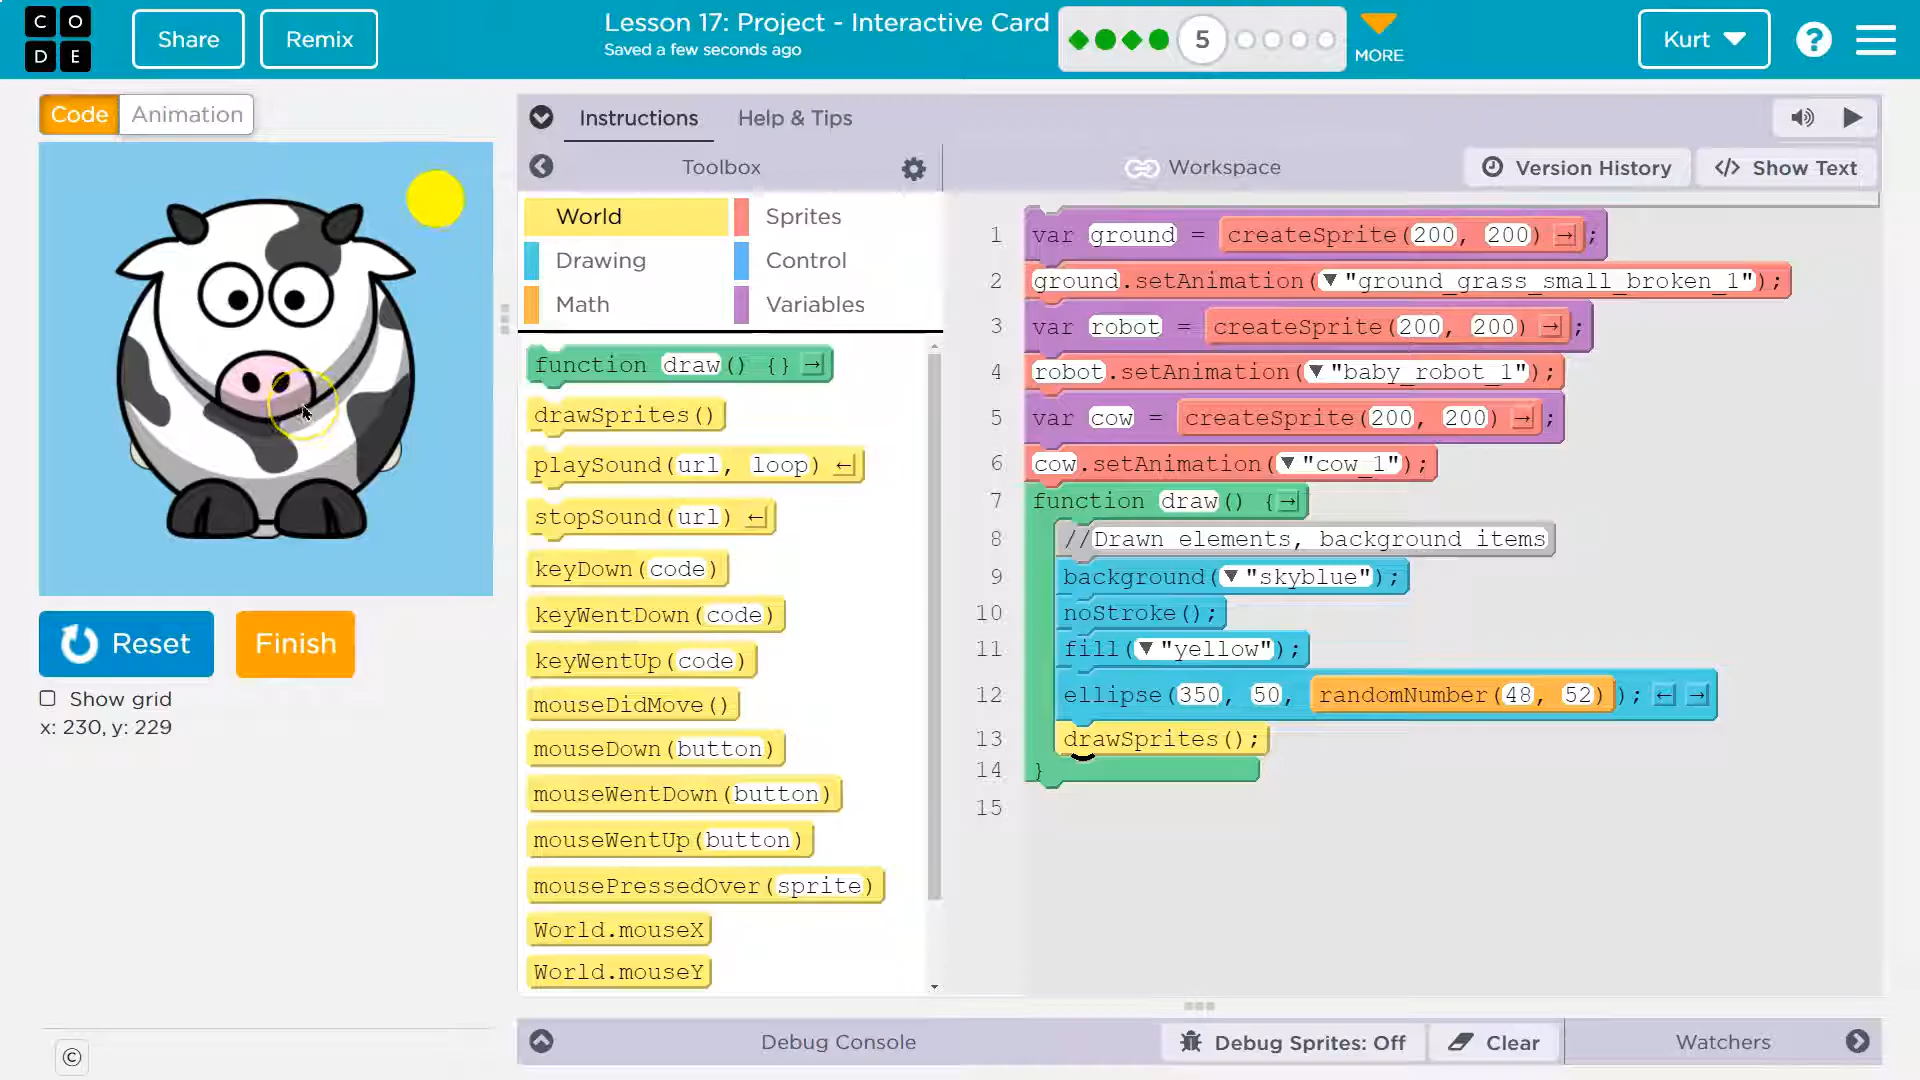 CODE
Share
Remix
Lesson 17: Project - Interactive Card
Saved a few seconds ago
5
MORE
Kurt
?
Code
Animation
Instructions
Help & Tips
Toolbox
Workspace
Version History
</> Show Text
World
Sprites
Drawing
Control
Math
Variables
function draw() {} →
drawSprites()
playSound(url, loop) ←
stopSound(url) ←
keyDown(code)
keyWentDown(code)
keyWentUp(code)
mouseDidMove()
mouseDown(button)
mouseWentDown(button)
mouseWentUp(button)
mousePressedOver(sprite)
World.mouseX
World.mouseY
1 var ground = createSprite(200, 200) → ;
2 ground.setAnimation(▼"ground_grass_small_broken_1");
3 var robot = createSprite(200, 200) → ;
4 robot.setAnimation(▼"baby_robot_1");
5 var cow = createSprite(200, 200) → ;
6 cow.setAnimation(▼"cow_1");
7 function draw() { →
8 //Drawn elements, background items
9 background(▼"skyblue");
10 noStroke();
11 fill(▼"yellow");
12 ellipse(350, 50, randomNumber(48, 52)); ← →
13 drawSprites();
14 }
15
Reset
Finish
Show grid
x: 230, y: 229
©
Debug Console
Debug Sprites: Off
Clear
Watchers